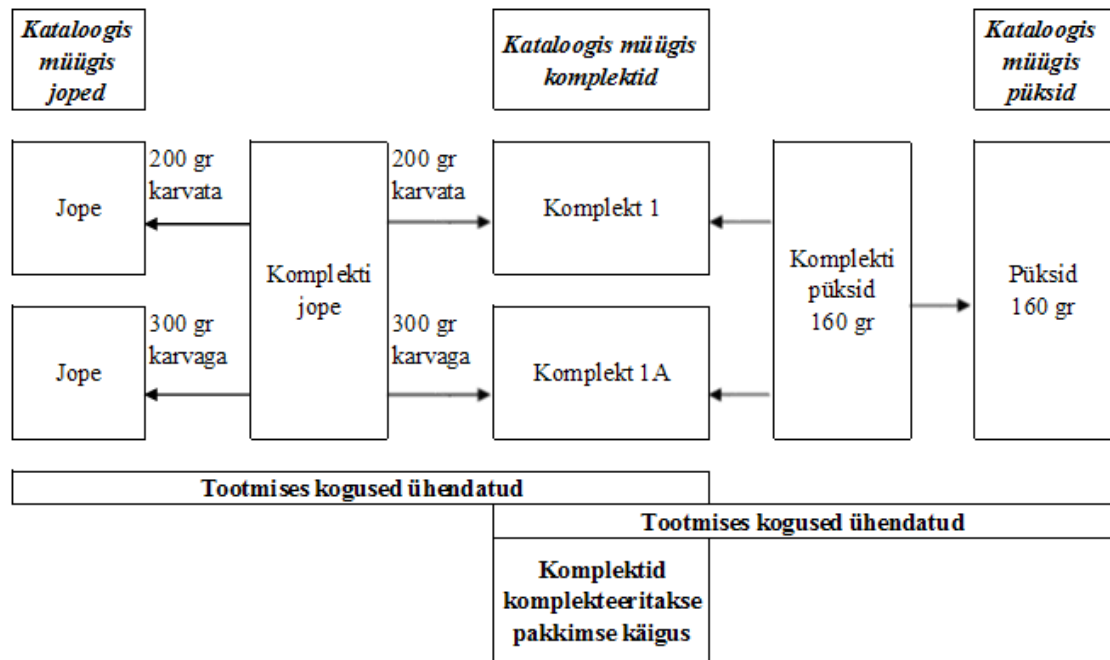 Kataloogis
müügis
joped
Kataloogis müügis
komplektid
Kataloogis
müügis
püksid
Jope
200 gr
karvata
Komplekti
jope
200 gr
karvata
Komplekt 1
Komplekti
püksid
160 gr
Püksid
160 gr
Jope
300 gr
karvaga
300 gr
karvaga
Komplekt 1A
Tootmises kogused ühendatud
Tootmises kogused ühendatud
Komplektid
komplekteeritakse
pakkimse käigus